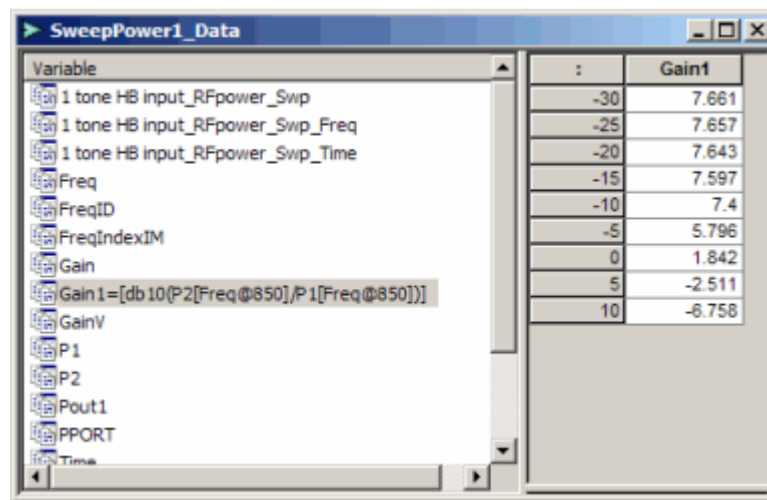 SweepPower1_Data
Variable
1 tone HB input_RFpower_Swp
1 tone HB input_RFpower_Swp_Freq
1 tone HB input_RFpower_Swp_Time
Freq
FreqID
FreqIndexIM
Gain
Gain1=[db10(P2[Freq@850]/P1[Freq@850])]
GainV
P1
P2
Pout1
PPORT
Time
: Gain1
-30 7.661
-25 7.657
-20 7.643
-15 7.597
-10 7.4
-5 5.796
0 1.842
5 -2.511
10 -6.758